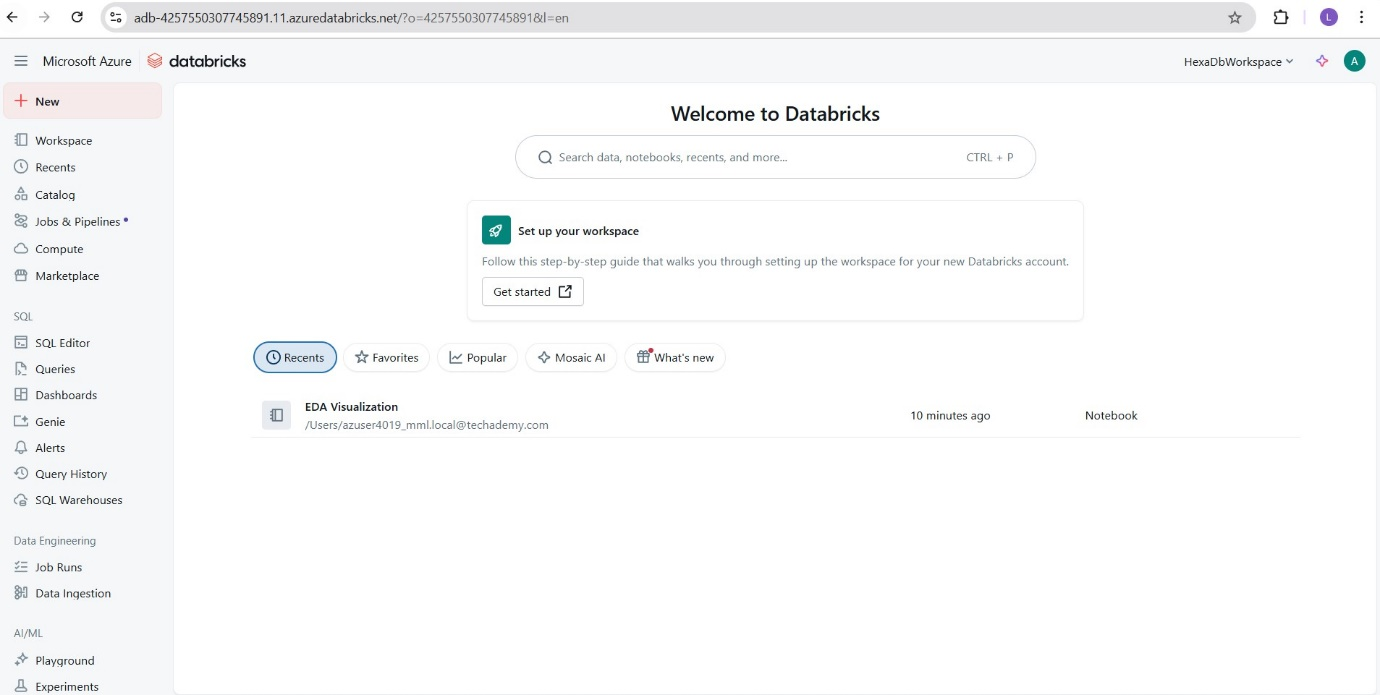 adb-4257550307745891.11.azuredatabricks.net/?o=4257550307745891&l=en
L
Microsoft Azure databricks
HexaDbWorkspace
A
New
Workspace
Recents
Catalog
Jobs & Pipelines
Compute
Marketplace
SQL
SQL Editor
Queries
Dashboards
Genie
Alerts
Query History
SQL Warehouses
Data Engineering
Job Runs
Data Ingestion
AI/ML
Playground
Experiments
Welcome to Databricks
Search data, notebooks, recents, and more... CTRL + P
Set up your workspace
Follow this step-by-step guide that walks you through setting up the workspace for your new Databricks account.
Get started
Recents Favorites Popular Mosaic AI What's new
EDA Visualization
/Users/azuser4019_mml.local@techademy.com
10 minutes ago Notebook